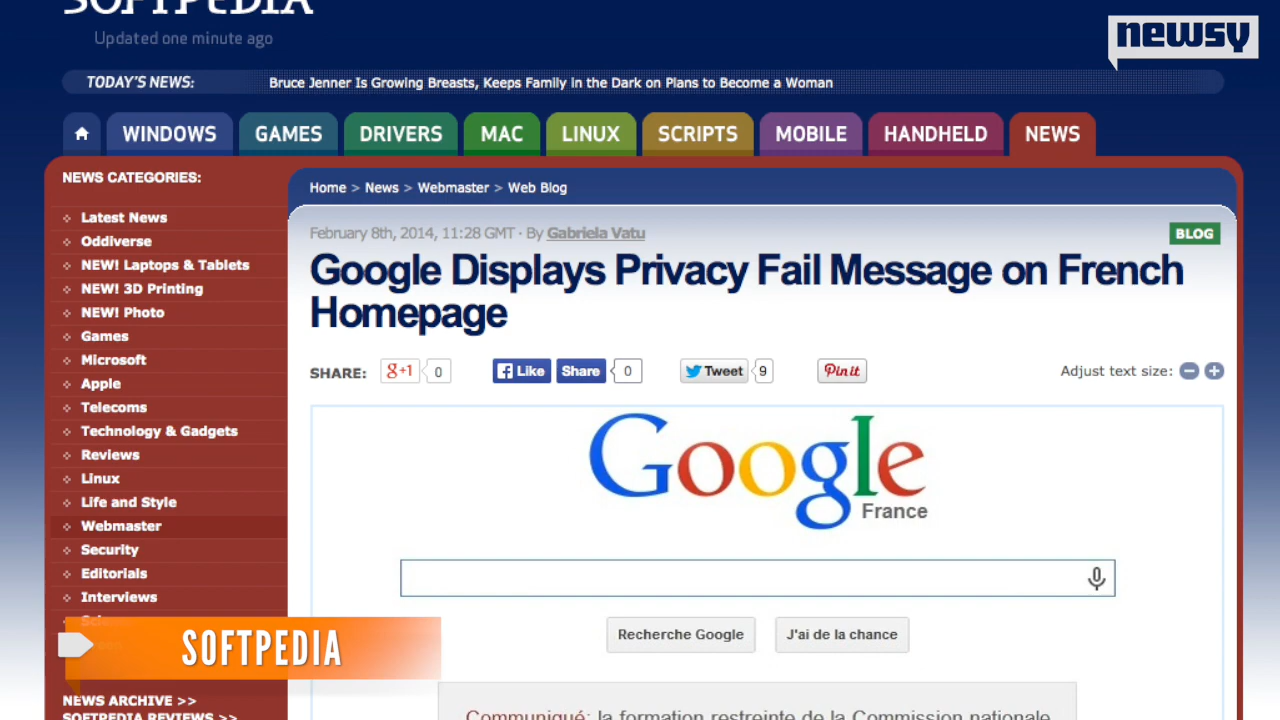 SOFTPEDIA
Updated one minute ago
newsy
TODAY'S NEWS:
Bruce Jenner Is Growing Breasts, Keeps Family in the Dark on Plans to Become a Woman
WINDOWS
GAMES
DRIVERS
MAC
LINUX
SCRIPTS
MOBILE
HANDHELD
NEWS
NEWS CATEGORIES:
Latest News
Oddiverse
NEW! Laptops & Tablets
NEW! 3D Printing
NEW! Photo
Games
Microsoft
Apple
Telecoms
Technology & Gadgets
Reviews
Linux
Life and Style
Webmaster
Security
Editorials
Interviews
NEWS ARCHIVE >>
SOFTPEDIA REVIEWS >>
Home > News > Webmaster > Web Blog
February 8th, 2014, 11:28 GMT · By Gabriela Vatu
BLOG
Google Displays Privacy Fail Message on French
Homepage
SHARE:
g+1
0
Like
Share
0
Tweet
9
Pin it
Adjust text size:
Google
France
Recherche Google
J'ai de la chance
Communiqué: la formation restreinte de la Commission nationale
SOFTPEDIA